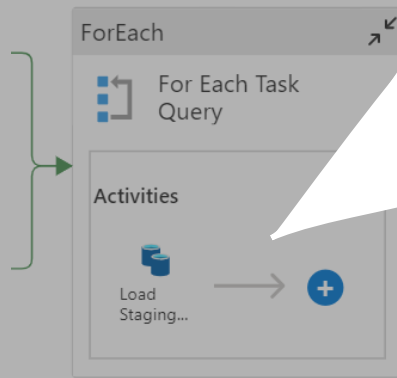 ForEach
For Each Task
Query
Activities
Load
Staging...